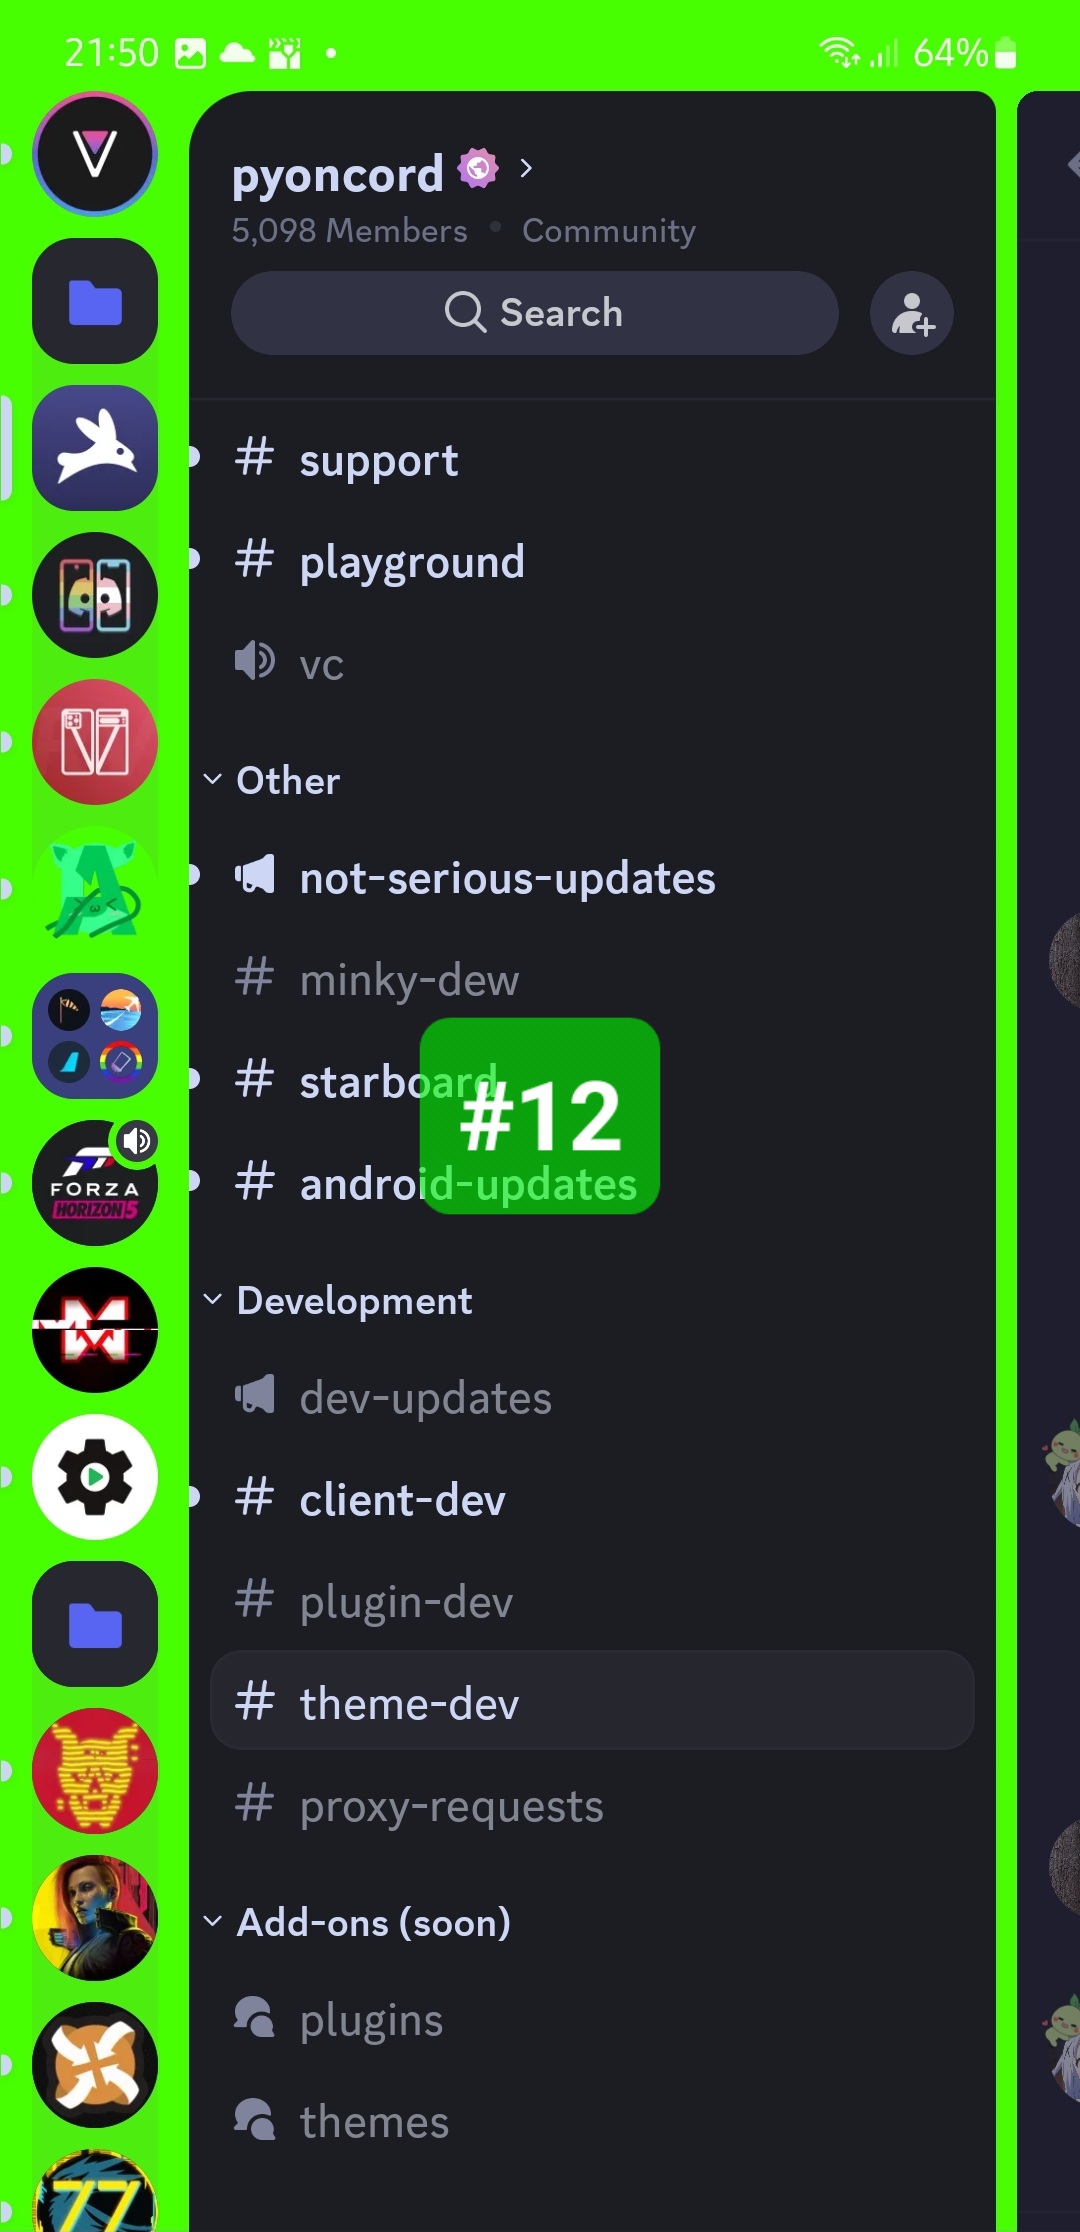 21:50
64%
pyoncord
5,098 Members • Community
Search
# support
# playground
vc
Other
not-serious-updates
# minky-dew
# starboard
#12
# android-updates
FORZA
HORIZON 5
Development
dev-updates
# client-dev
# plugin-dev
# theme-dev
# proxy-requests
Add-ons (soon)
plugins
themes
77